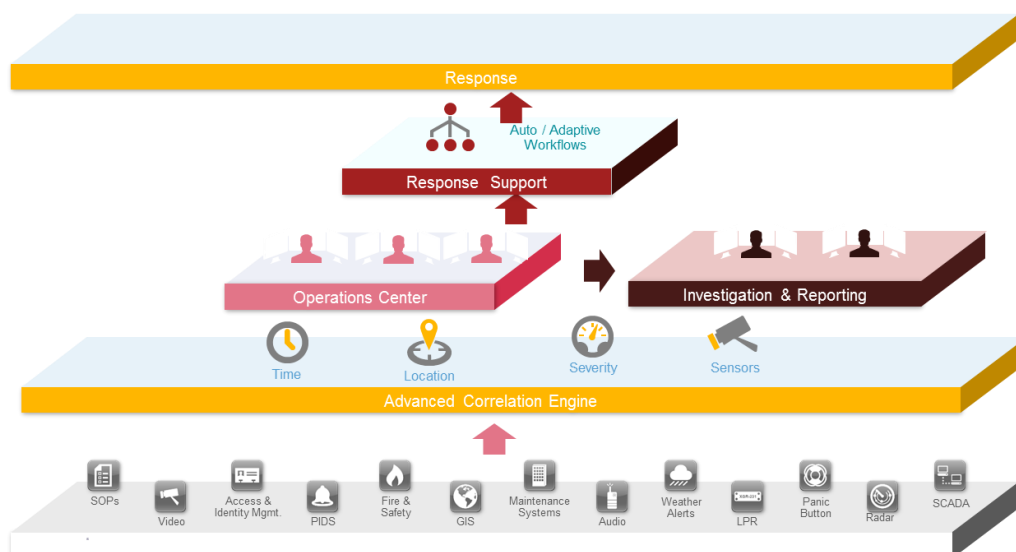 Response
Auto / Adaptive
Workflows
Response Support
Operations Center
Investigation & Reporting
Time
Location
Severity
Sensors
Advanced Correlation Engine
SOPs
Video
Access &
Identity Mgmt.
PIDS
Fire &
Safety
GIS
Maintenance
Systems
Audio
Weather
Alerts
LPR
Panic
Button
Radar
SCADA